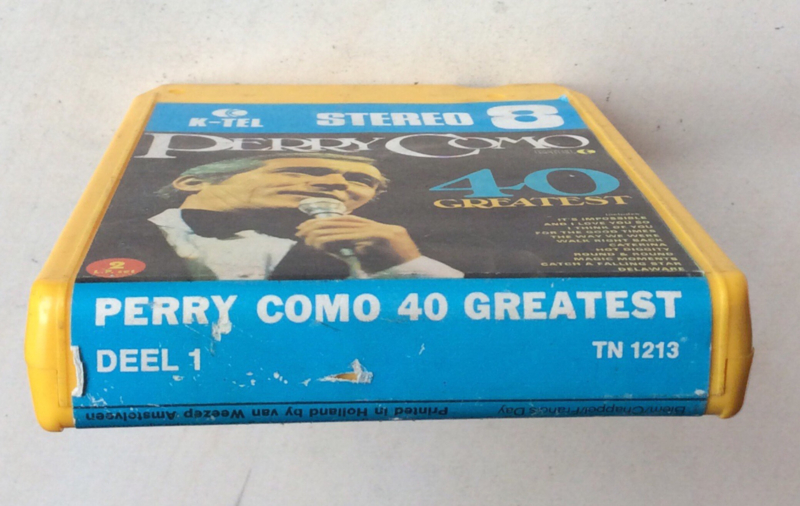 K-TEL STEREO 8
PERRY COMO
40
GREATEST
IT'S IMPOSSIBLE
AND I LOVE YOU SO
I THINK OF YOU
FOR THE GOOD TIMES
THE WAY WE WERE
WALK RIGHT BACK
CATERINA
HOT DIGGITY
ROUND & ROUND
MAGIC MOMENTS
CATCH A FALLING STAR
DELAWARE
2
PERRY COMO 40 GREATEST
DEEL 1
TN 1213
Printed in Holland by van Weezep Amstelveen
Day